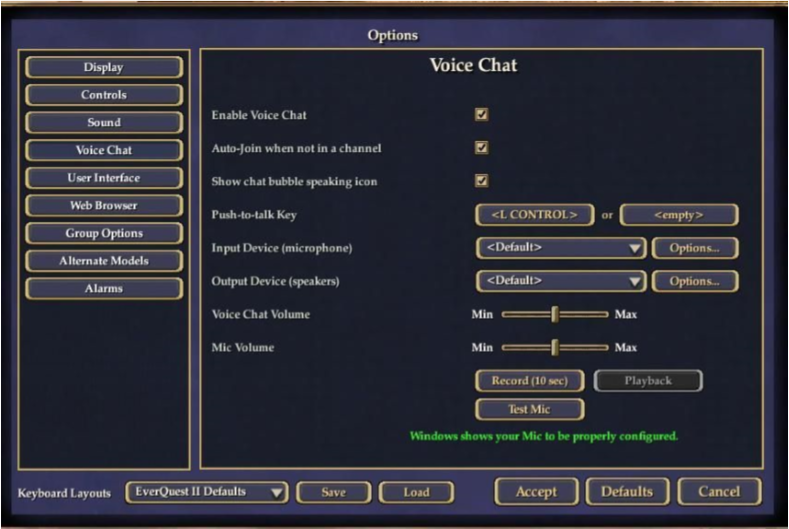 Options
Display
Controls
Sound
Voice Chat
User Interface
Web Browser
Group Options
Alternate Models
Alarms
Voice Chat
Enable Voice Chat
Auto-Join when not in a channel
Show chat bubble speaking icon
Push-to-talk Key <L CONTROL> or <empty>
Input Device (microphone) <Default> Options...
Output Device (speakers) <Default> Options...
Voice Chat Volume Min Max
Mic Volume Min Max
Record (10 sec) Playback
Test Mic
Windows shows your Mic to be properly configured.
Keyboard Layouts EverQuest II Defaults Save Load Accept Defaults Cancel